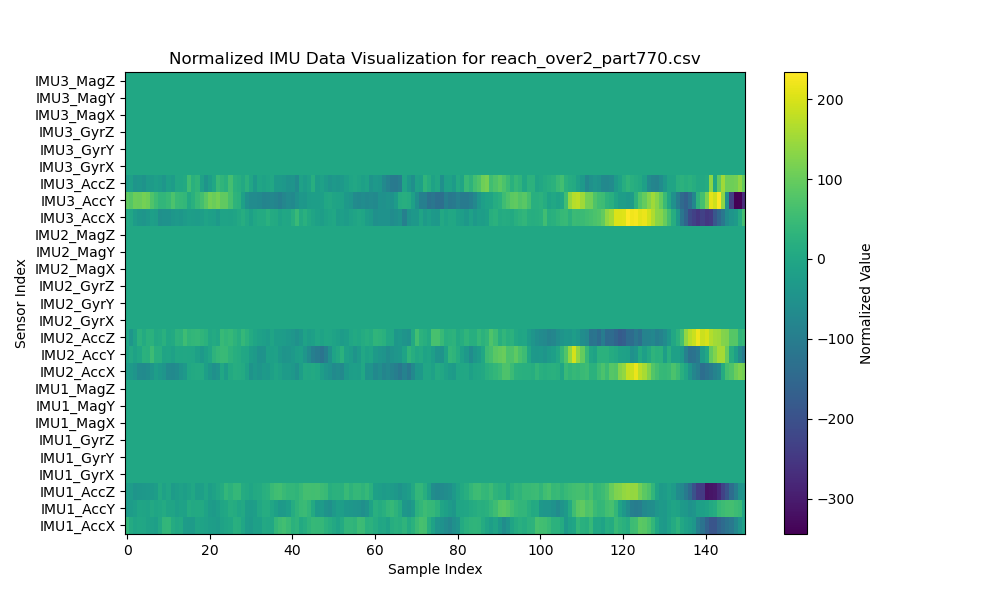 Normalized IMU Data Visualization for reach_over2_part770.csv
IMU3_MagZ
IMU3_MagY
IMU3_MagX
IMU3_GyrZ
IMU3_GyrY
IMU3_GyrX
IMU3_AccZ
IMU3_AccY
IMU3_AccX
IMU2_MagZ
IMU2_MagY
IMU2_MagX
IMU2_GyrZ
IMU2_GyrY
IMU2_GyrX
IMU2_AccZ
IMU2_AccY
IMU2_AccX
IMU1_MagZ
IMU1_MagY
IMU1_MagX
IMU1_GyrZ
IMU1_GyrY
IMU1_GyrX
IMU1_AccZ
IMU1_AccY
IMU1_AccX
Sensor Index
0 20 40 60 80 100 120 140
Sample Index
200
100
0
−100
−200
−300
Normalized Value